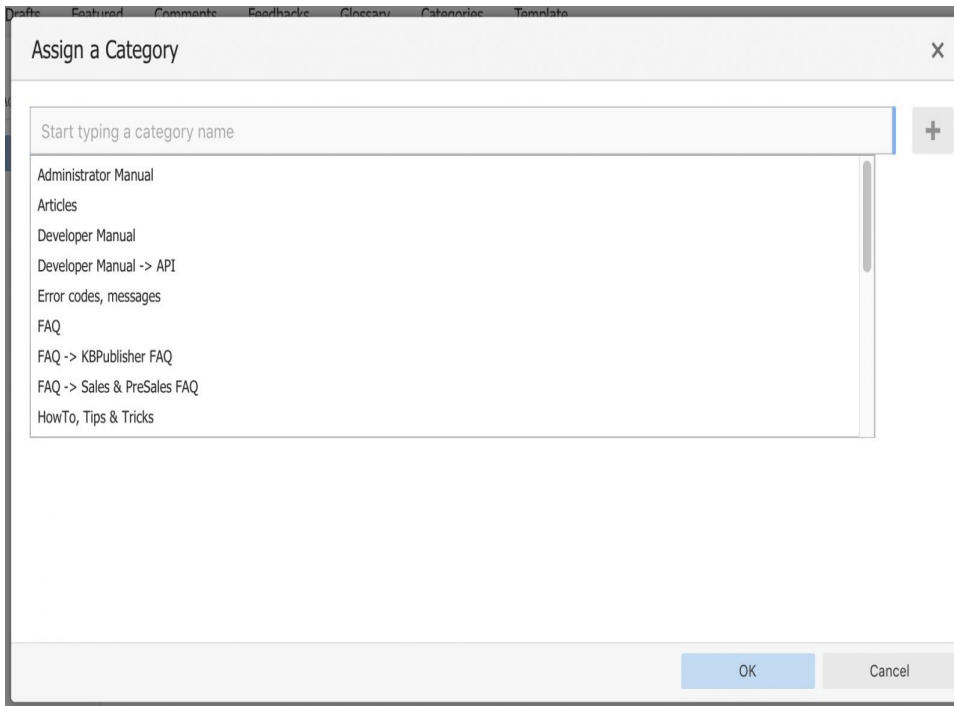 Drafts Featured Comments Feedbacks Glossary Categories Template
Assign a Category
Start typing a category name
Administrator Manual
Articles
Developer Manual
Developer Manual -> API
Error codes, messages
FAQ
FAQ -> KBPublisher FAQ
FAQ -> Sales & PreSales FAQ
HowTo, Tips & Tricks
OK Cancel